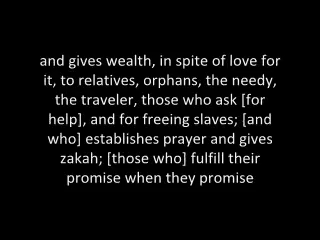 and gives wealth, in spite of love for
it, to relatives, orphans, the needy,
the traveler, those who ask [for
help], and for freeing slaves; [and
who] establishes prayer and gives
zakah; [those who] fulfill their
promise when they promise